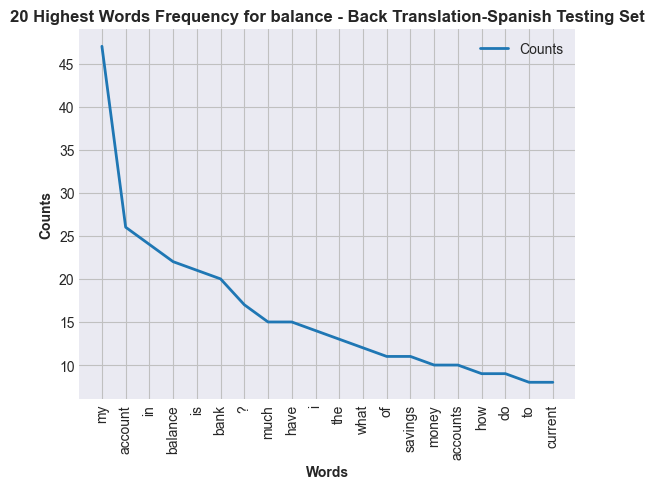 20 Highest Words Frequency for balance - Back Translation-Spanish Testing Set
Counts
45
40
35
30
25
20
15
10
Counts
my
account
in
balance
is
bank
?
much
have
i
the
what
of
savings
money
accounts
how
do
to
current
Words